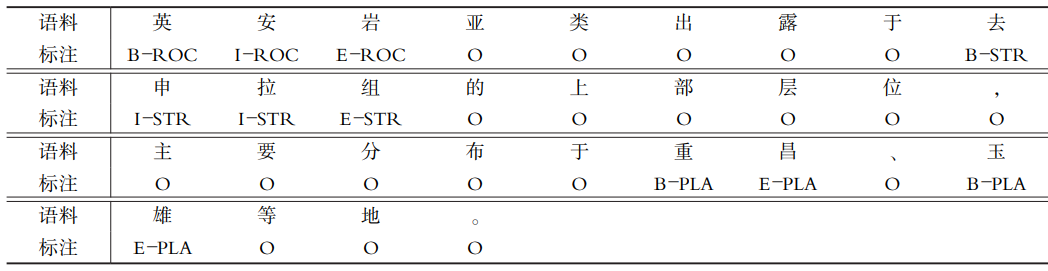 语料 英 安 岩 亚 类 出 露 于 去
标注 B-ROC I-ROC E-ROC O O O O O B-STR
语料 申 拉 组 的 上 部 层 位 ，
标注 I-STR I-STR E-STR O O O O O O
语料 主 要 分 布 于 重 昌 、 玉
标注 O O O O O B-PLA E-PLA O B-PLA
语料 雄 等 地 。
标注 E-PLA O O O